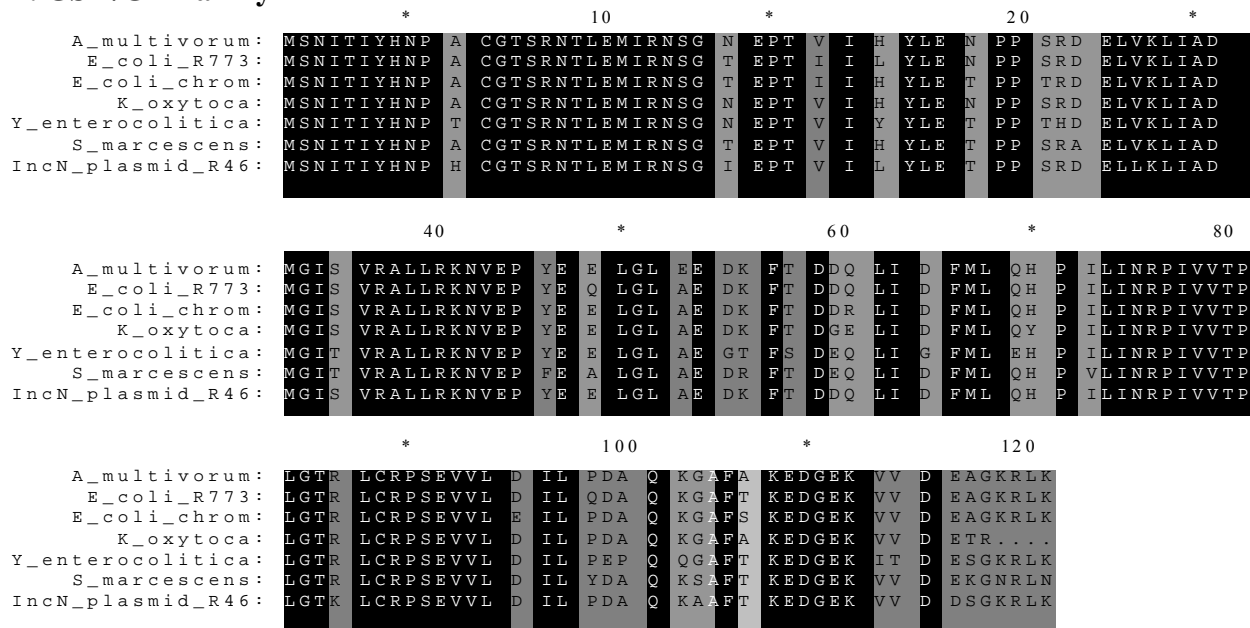 * 10 * 20 *
A_multivorum: MSNITIYHNP A CGTSRNTLEMIRNSG N EPT V I H YLE N PP SRD ELVKLIAD
E_coli_R773: MSNITIYHNP A CGTSRNTLEMIRNSG T EPT I I L YLE N PP SRD ELVKLIAD
E_coli_chrom: MSNITIYHNP A CGTSRNTLEMIRNSG T EPT I I H YLE T PP TRD ELVKLIAD
K_oxytoca: MSNITIYHNP A CGTSRNTLEMIRNSG N EPT V I H YLE N PP SRD ELVKLIAD
Y_enterocolitica: MSNITIYHNP T CGTSRNTLEMIRNSG N EPT V I Y YLE T PP THD ELVKLIAD
S_marcescens: MSNITIYHNP A CGTSRNTLEMIRNSG T EPT V I H YLE T PP SRA ELVKLIAD
IncN_plasmid_R46: MSNITIYHNP H CGTSRNTLEMIRNSG I EPT V I L YLE T PP SRD ELLKLIAD
40 * 60 * 80
A_multivorum: MGIS VRALLRKNVEP YE E LGL EE DK FT DDQ LI D FML QH P ILINRPIVVTP
E_coli_R773: MGIS VRALLRKNVEP YE Q LGL AE DK FT DDQ LI D FML QH P ILINRPIVVTP
E_coli_chrom: MGIS VRALLRKNVEP YE E LGL AE DK FT DDR LI D FML QH P ILINRPIVVTP
K_oxytoca: MGIS VRALLRKNVEP YE E LGL AE DK FT DGE LI D FML QY P ILINRPIVVTP
Y_enterocolitica: MGIT VRALLRKNVEP YE E LGL AE GT FS DEQ LI G FML EH P ILINRPIVVTP
S_marcescens: MGIT VRALLRKNVEP FE A LGL AE DR FT DEQ LI D FML QH P VLINRPIVVTP
IncN_plasmid_R46: MGIS VRALLRKNVEP YE E LGL AE DK FT DDQ LI D FML QH P ILINRPIVVTP
* 100 * 120
A_multivorum: LGTR LCRPSEVVL D IL PDA Q KGAFA KEDGEK VV D EAGKRLK
E_coli_R773: LGTR LCRPSEVVL D IL QDA Q KGAFT KEDGEK VV D EAGKRLK
E_coli_chrom: LGTR LCRPSEVVL E IL PDA Q KGAFS KEDGEK VV D EAGKRLK
K_oxytoca: LGTR LCRPSEVVL D IL PDA Q KGAFA KEDGEK VV D ETR....
Y_enterocolitica: LGTR LCRPSEVVL D IL PEP Q QGAFT KEDGEK IT D ESGKRLK
S_marcescens: LGTR LCRPSEVVL D IL YDA Q KSAFT KEDGEK VV D EKGNRLN
IncN_plasmid_R46: LGTK LCRPSEVVL D IL PDA Q KAAFT KEDGEK VV D DSGKRLK